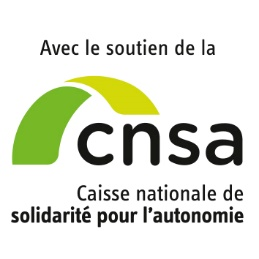 Avec le soutien de la
cnsa
Caisse nationale de
solidarité pour l'autonomie